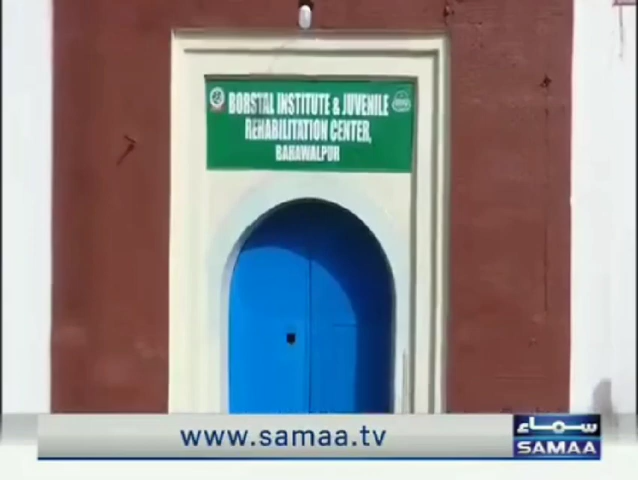 BORSTAL INSTITUTE & JUVENILE
REHABILITATION CENTER,
BAHAWALPUR
www.samaa.tv
سماء
SAMAA